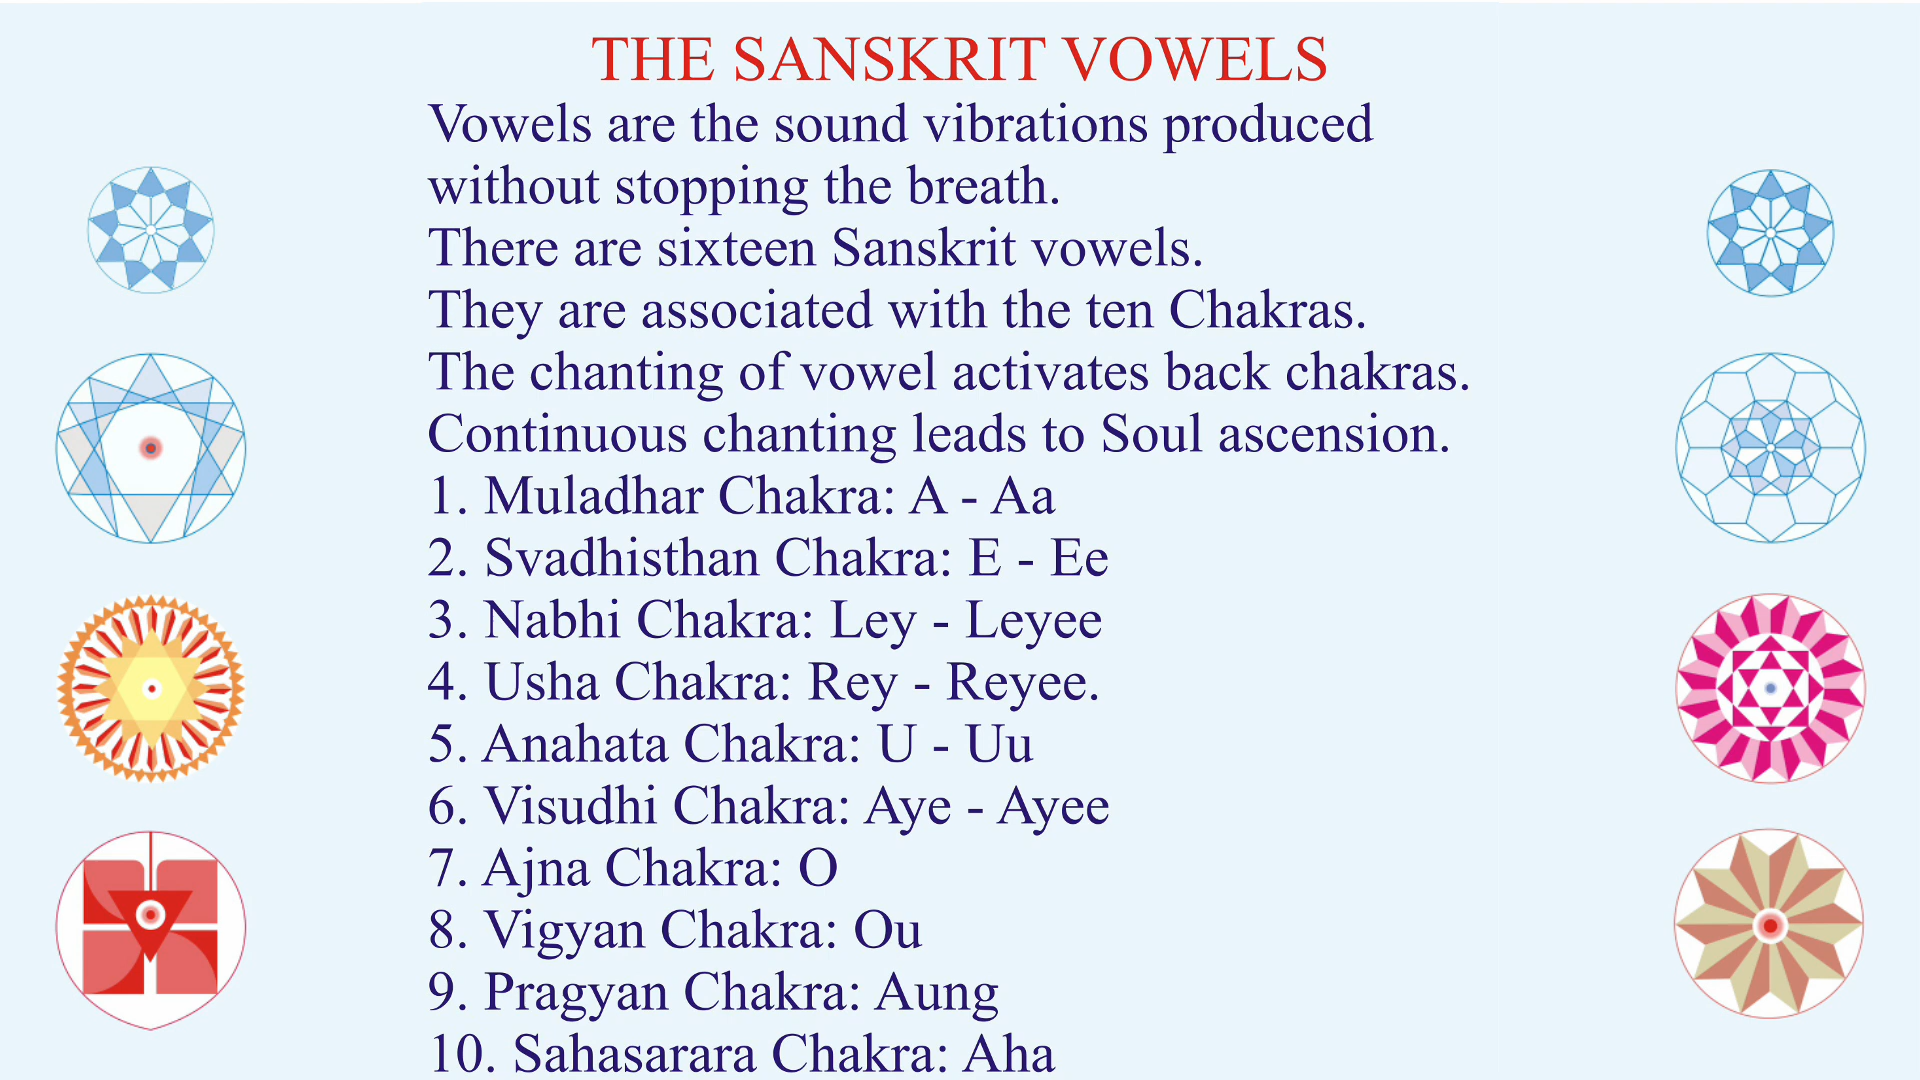 THE SANSKRIT VOWELS
Vowels are the sound vibrations produced
without stopping the breath.
There are sixteen Sanskrit vowels.
They are associated with the ten Chakras.
The chanting of vowel activates back chakras.
Continuous chanting leads to Soul ascension.
1. Muladhar Chakra: A - Aa
2. Svadhisthan Chakra: E - Ee
3. Nabhi Chakra: Ley - Leyee
4. Usha Chakra: Rey - Reyee.
5. Anahata Chakra: U - Uu
6. Visudhi Chakra: Aye - Ayee
7. Ajna Chakra: O
8. Vigyan Chakra: Ou
9. Pragyan Chakra: Aung
10. Sahasarara Chakra: Aha